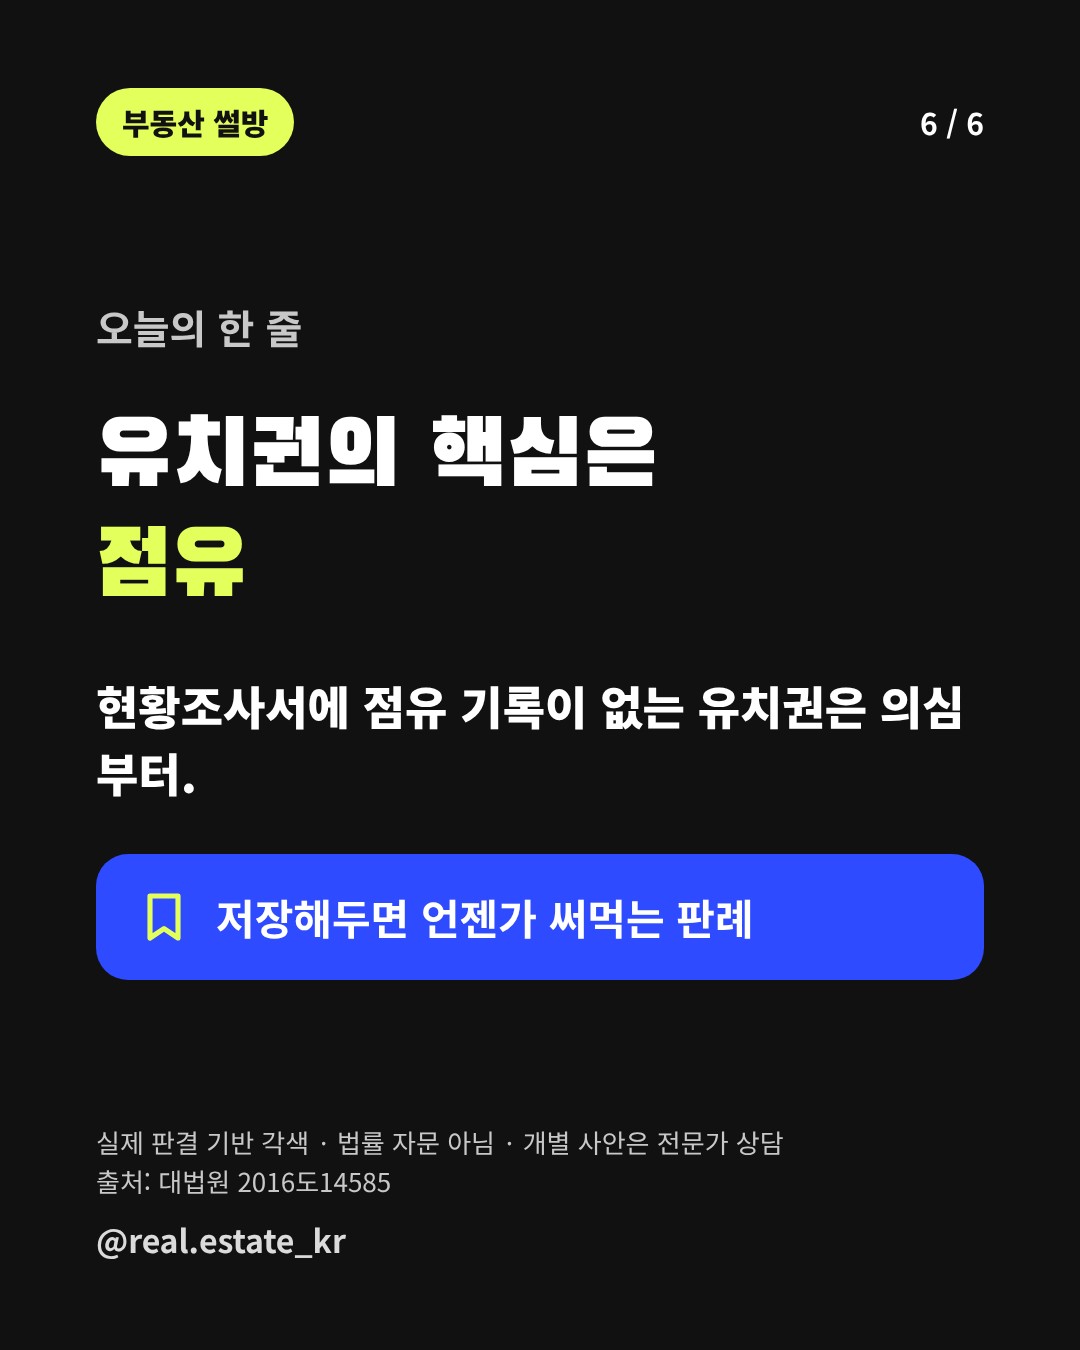 부동산 썰방
6 / 6
오늘의 한 줄
유치권의 핵심은
점유
현황조사서에 점유 기록이 없는 유치권은 의심
부터.
저장해두면 언젠가 써먹는 판례
실제 판결 기반 각색 · 법률 자문 아님 · 개별 사안은 전문가 상담
출처: 대법원 2016도14585
@real.estate_kr